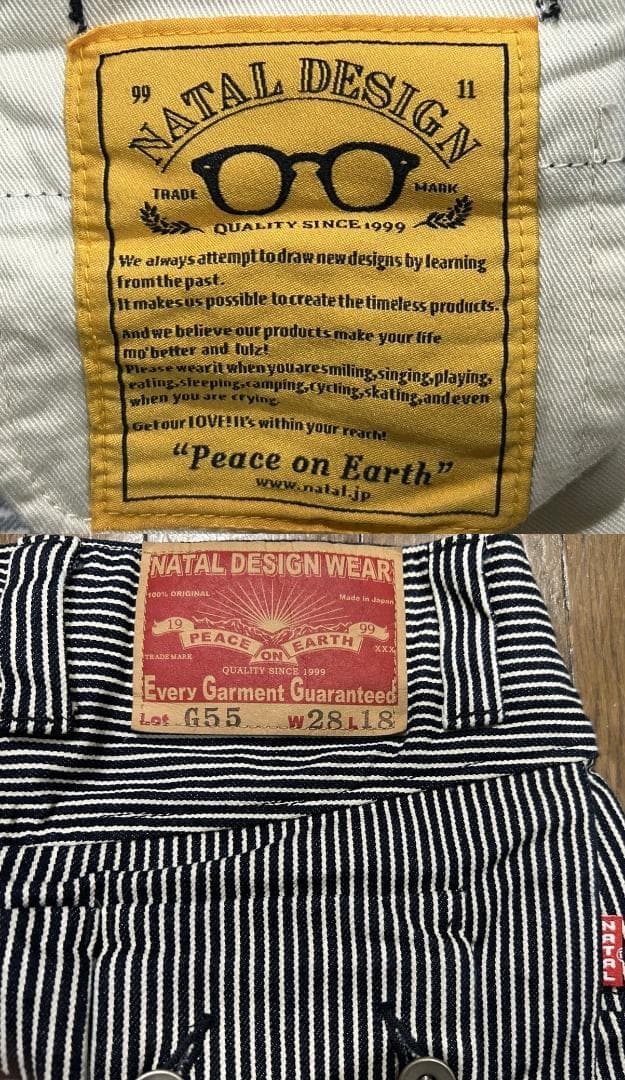 99 11
NATAL DESIGN
TRADE MARK
QUALITY SINCE 1999
We always attempt to draw new designs by learning
from the past.
It makes us possible to create the timeless products.
And we believe our products make your life
mo' better and lulz!
Please wear it when you are smiling, singing, playing,
eating, sleeping, camping, cycling, skating, and even
when you are crying.
Get our LOVE! It's within your reach!
"Peace on Earth"
www.natal.jp
NATAL DESIGN WEAR
100% ORIGINAL Made in Japan
19 99
PEACE ON EARTH
TRADE MARK XXX
QUALITY SINCE 1999
Every Garment Guaranteed
Lot G55 W28 L18
NATAL